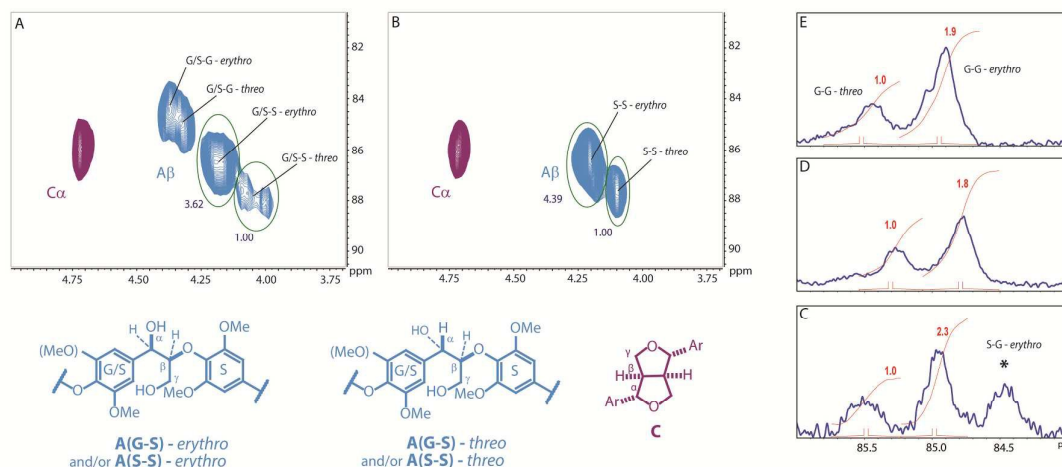 A
G/S-G - erythro
G/S-G - threo
G/S-S - erythro
G/S-S - threo
Cα
Aβ
3.62
1.00
82
84
86
88
90
ppm
4.75
4.50
4.25
4.00
3.75
B
S-S - erythro
S-S - threo
Cα
Aβ
4.39
1.00
82
84
86
88
90
ppm
4.75
4.50
4.25
4.00
3.75
E
1.0
1.9
G-G - threo
G-G - erythro
D
1.0
1.8
C
1.0
2.3
S-G - erythro
*
85.5
85.0
84.5
p
OMe
OH
H
α
H
(MeO)
O
G/S
β
S
O
HO
γ
MeO
OMe
A(G-S) - erythro
and/or A(S-S) - erythro
OMe
H
HO
α
H
(MeO)
O
G/S
β
S
O
HO
γ
MeO
OMe
A(G-S) - threo
and/or A(S-S) - threo
O
γ
Ar
β
H
H
α
Ar
O
C